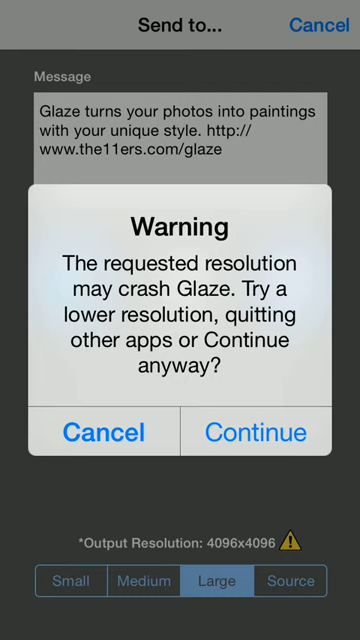 Send to...
Cancel
Message
Glaze turns your photos into paintings
with your unique style. http://
www.the11ers.com/glaze
Warning
The requested resolution
may crash Glaze. Try a
lower resolution, quitting
other apps or Continue
anyway?
Cancel
Continue
*Output Resolution: 4096x4096
Small
Medium
Large
Source